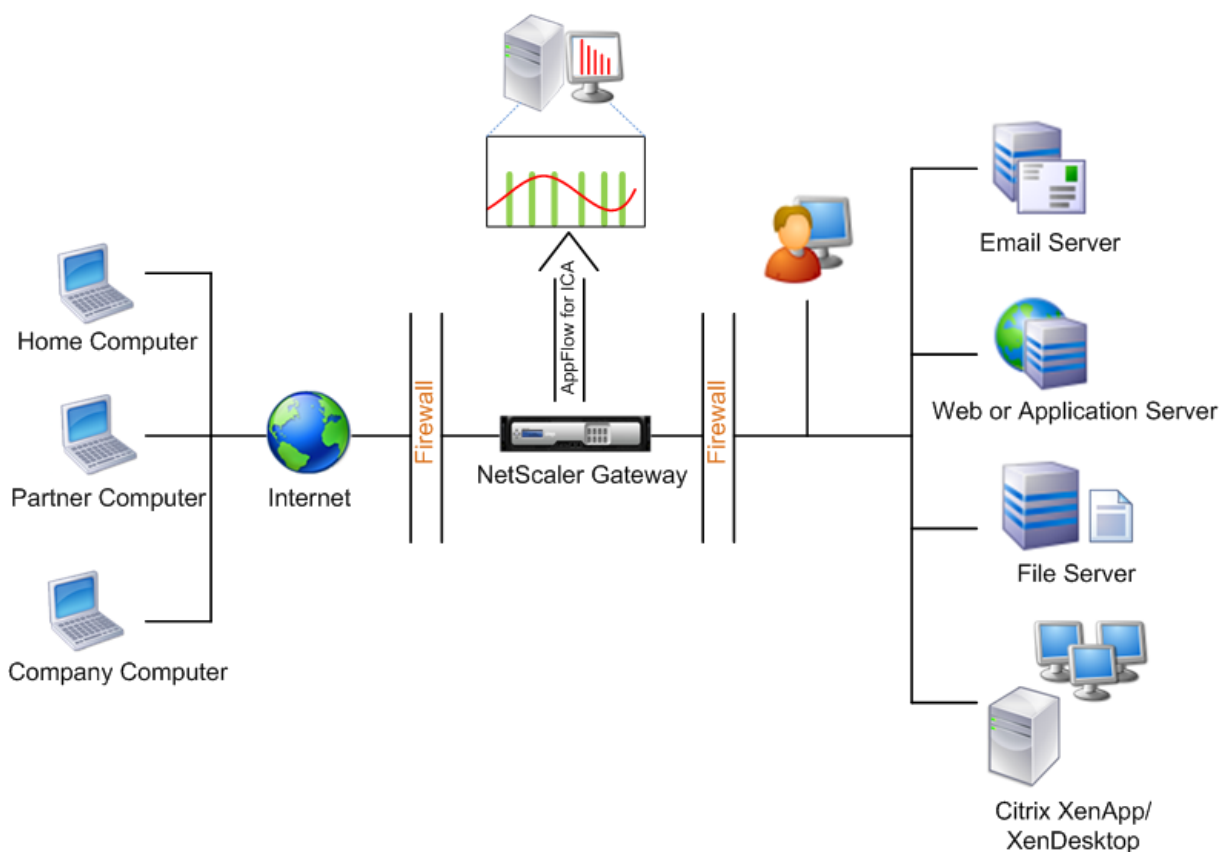 AppFlow for ICA
Home Computer
Partner Computer
Company Computer
Internet
Firewall
NetScaler Gateway
Firewall
Email Server
Web or Application Server
File Server
Citrix XenApp/
XenDesktop